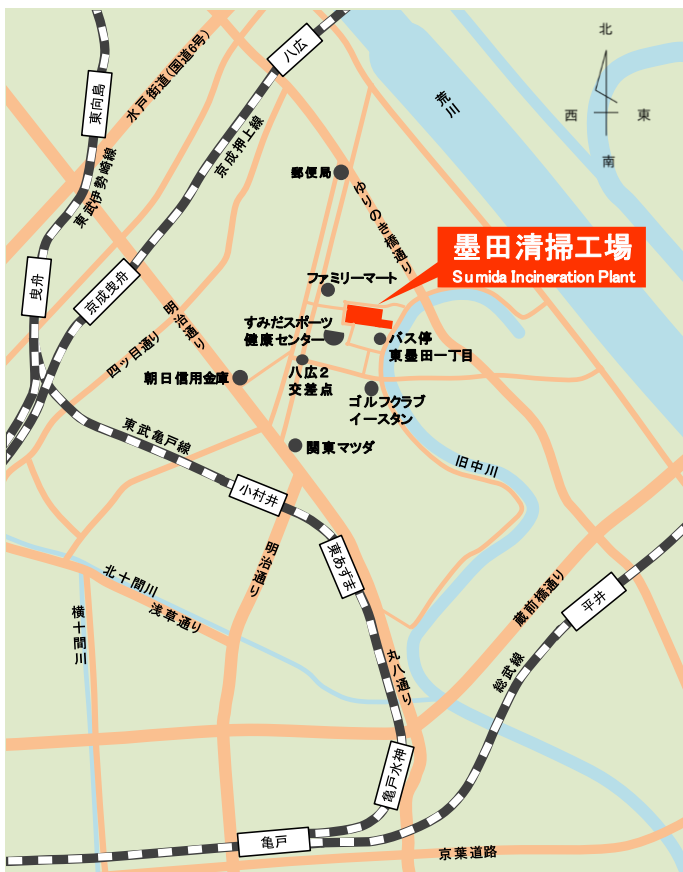 八広
北
西
東
南
水戸街道(国道6号)
東向島
荒川
京成押上線
東武伊勢崎線
郵便局
ゆりのき橋通り
墨田清掃工場
Sumida Incineration Plant
曳舟
京成曳舟
ファミリーマート
明治通り
すみだスポーツ
健康センター
バス停
東墨田一丁目
四ッ目通り
朝日信用金庫
八広2
交差点
ゴルフクラブ
イースタン
東武亀戸線
関東マツダ
旧中川
小村井
東あずま
明治通り
北十間川
浅草通り
横十間川
蔵前橋通り
平井
丸八通り
総武線
亀戸水神
亀戸
京葉道路